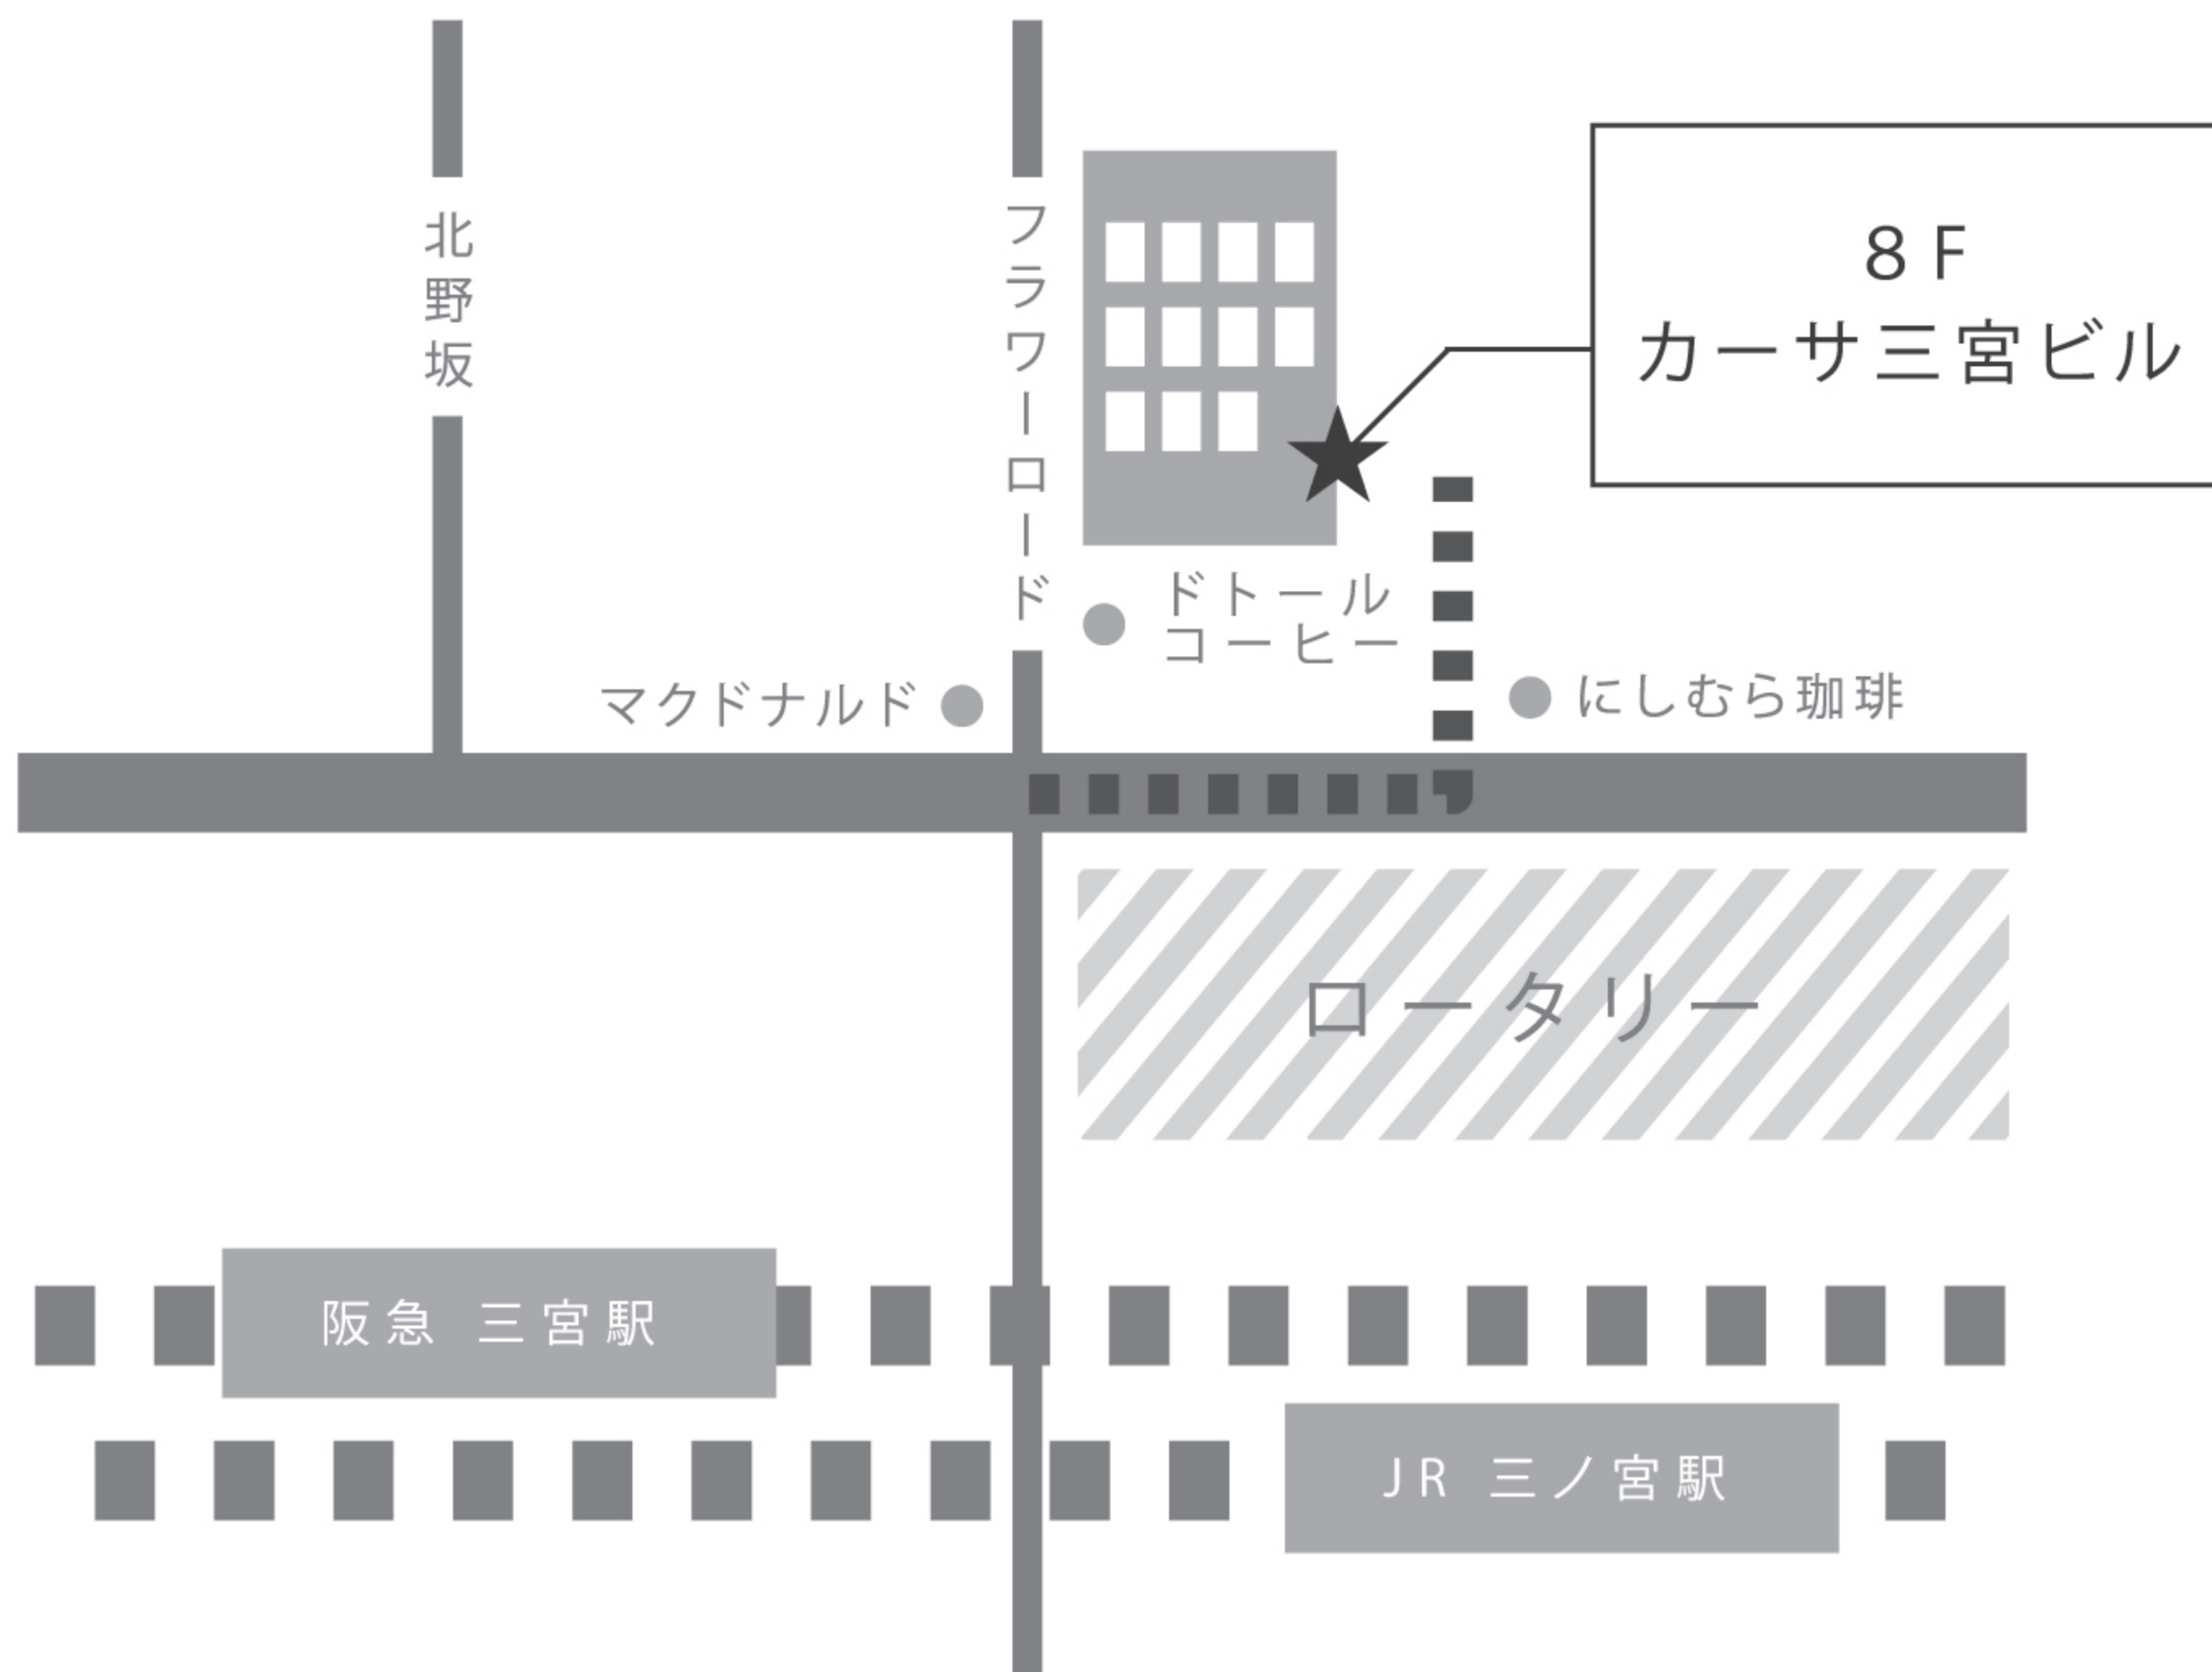 北野坂
フラワーロード
8F
カーサ三宮ビル
ドトール
コーヒー
マクドナルド
にしむら珈琲
ロータリー
阪急 三宮駅
JR 三ノ宮駅